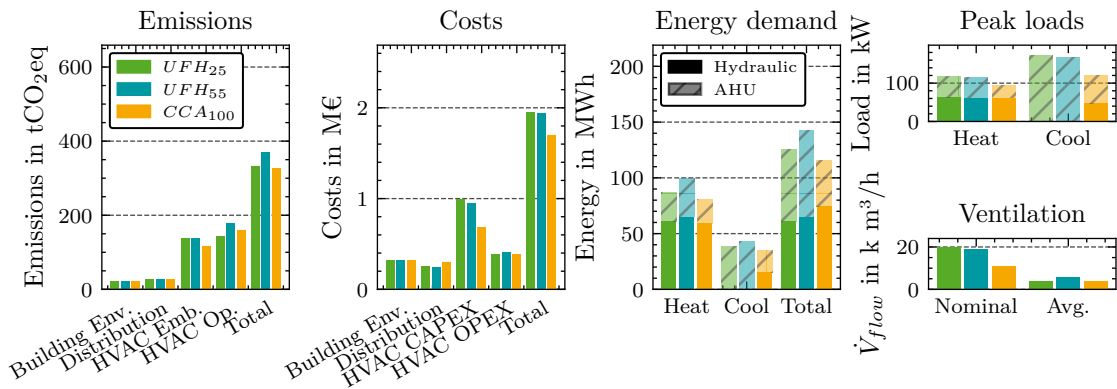 Emissions
Emissions in tCO₂eq
600
400
200
0
UFH₂₅
UFH₅₅
CCA₁₀₀
Building Env.
Distribution
HVAC Emb.
HVAC Op.
Total
Costs
Costs in M€
2
1
0
Building Env.
Distribution
HVAC CAPEX
HVAC OPEX
Total
Energy demand
Energy in MWh
200
150
100
50
0
Hydraulic
AHU
Heat Cool Total
Peak loads
Load in kW
100
0
Heat Cool
Ventilation
V̇_flow in k m³/h
20
0
Nominal Avg.